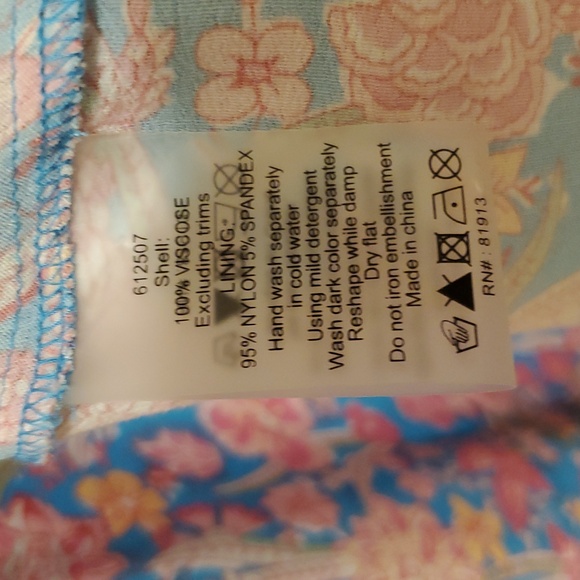 612507
Shell:
100% VISCOSE
Excluding trims
LINING:
95% NYLON 5% SPANDEX
Hand wash separately
in cold water
Using mild detergent
Wash dark color separately
Reshape while damp
Dry flat
Do not iron embellishment
Made in china
RN# : 81913